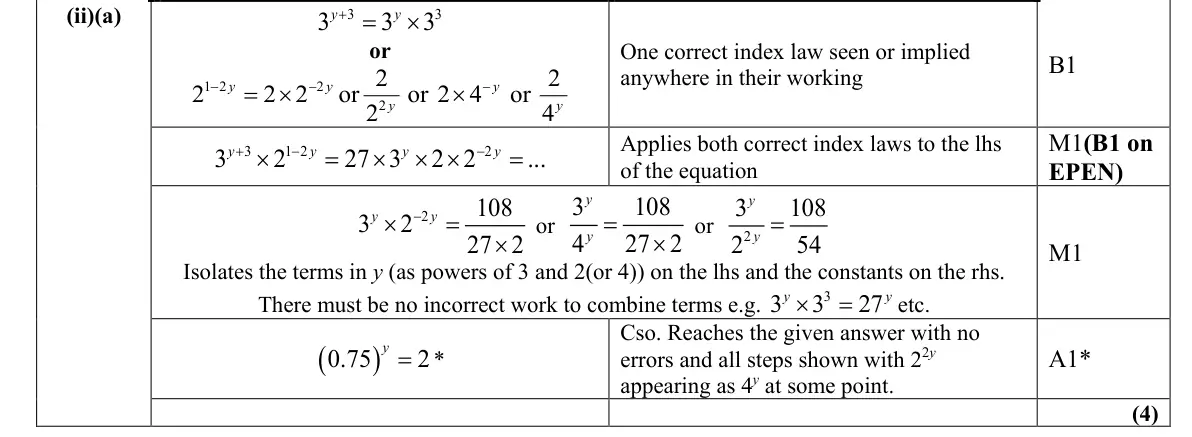 (ii)(a)
3^{y+3} = 3^y × 3^3
or
2^{1−2y} = 2 × 2^{−2y} or 2/2^{2y} or 2 × 4^{−y} or 2/4^y
One correct index law seen or implied
anywhere in their working
B1
3^{y+3} × 2^{1−2y} = 27 × 3^y × 2 × 2^{−2y} = ...
Applies both correct index laws to the lhs
of the equation
M1(B1 on
EPEN)
3^y × 2^{−2y} = 108/(27 × 2) or 3^y/4^y = 108/(27 × 2) or 3^y/2^{2y} = 108/54
Isolates the terms in y (as powers of 3 and 2(or 4)) on the lhs and the constants on the rhs.
There must be no incorrect work to combine terms e.g. 3^y × 3^3 = 27^y etc.
M1
(0.75)^y = 2 *
Cso. Reaches the given answer with no
errors and all steps shown with 2^{2y}
appearing as 4^y at some point.
A1*
(4)